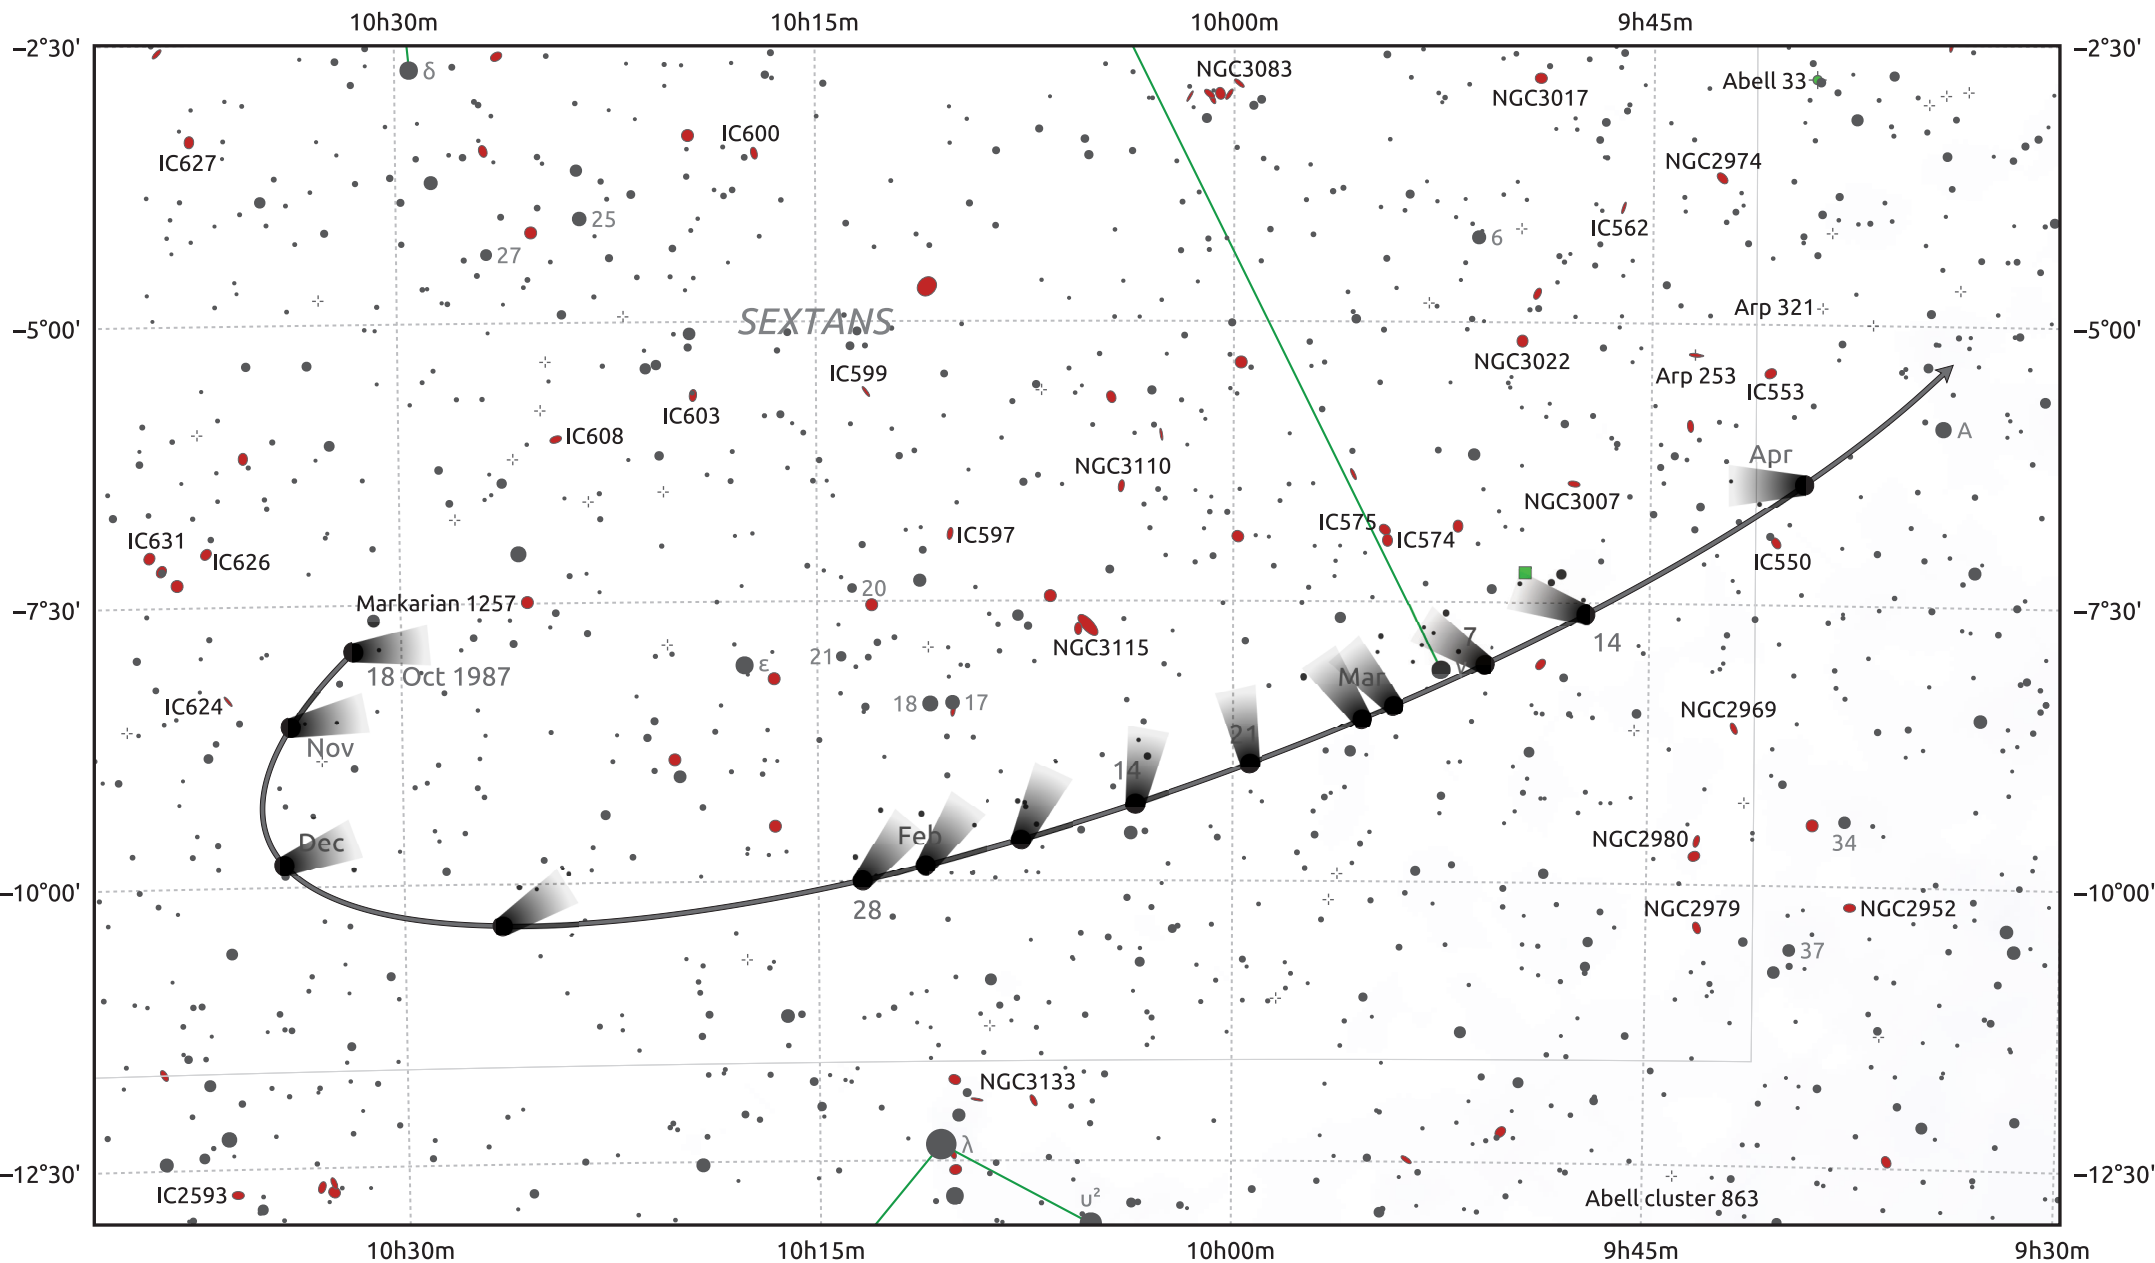 10h30m
10h15m
10h00m
9h45m
−2°30'
−2°30'
δ
NGC3083
NGC3017
Abell 33
IC627
IC600
NGC2974
25
27
6
IC562
SEXTANS
Arp 321
−5°00'
−5°00'
IC599
NGC3022
Arp 253
IC553
IC603
IC608
A
NGC3110
Apr
NGC3007
IC575
IC574
IC597
IC631
IC626
IC550
20
−7°30'
−7°30'
Markarian 1257
NGC3115
7
14
21
ε
18 Oct 1987
Mar
IC624
18
17
NGC2969
Nov
21
14
Feb
Dec
NGC2980
34
−10°00'
−10°00'
28
NGC2979
NGC2952
37
NGC3133
λ
−12°30'
−12°30'
IC2593
υ²
Abell cluster 863
10h30m
10h15m
10h00m
9h45m
9h30m